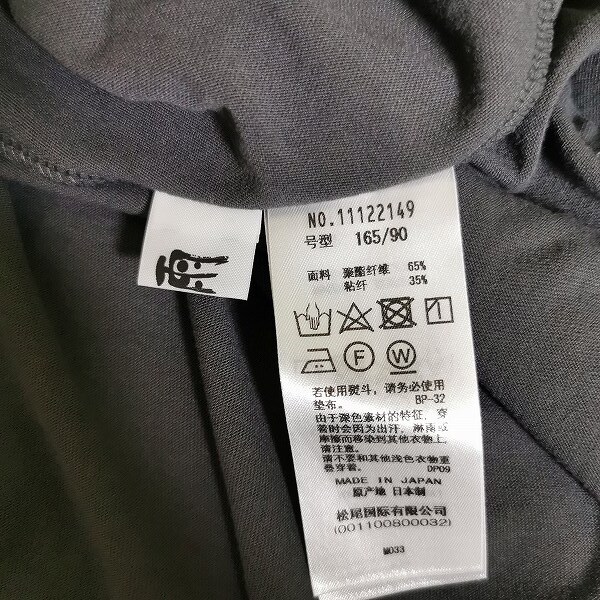 NO.11122149
号型 165/90
面料 聚酯纤维 65%
粘纤 35%
F W
若使用熨斗，请务必使用
垫布。 BP-32
由于深色素材的特征，穿
着时会因为出汗，淋雨或
摩擦而移染到其他衣物上，
请注意。
请不要和其他浅色衣物重
叠穿着。 DP09
MADE IN JAPAN
原产地 日本制
松尾国际有限公司
(001100800032)
M033